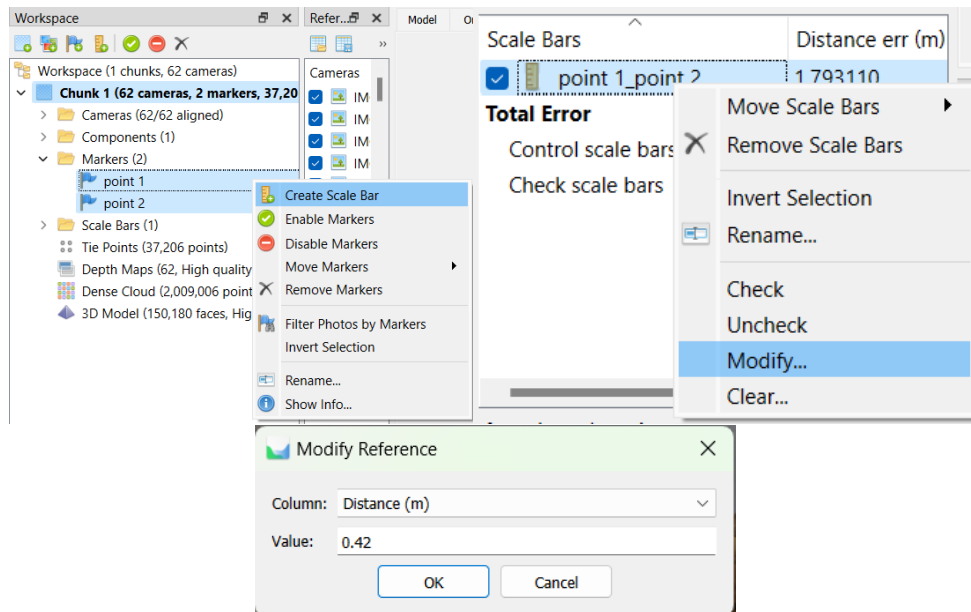 Workspace
Workspace (1 chunks, 62 cameras)
Chunk 1 (62 cameras, 2 markers, 37,20
Cameras (62/62 aligned)
Components (1)
Markers (2)
point 1
point 2
Scale Bars (1)
Tie Points (37,206 points)
Depth Maps (62, High quality
Dense Cloud (2,009,006 point
3D Model (150,180 faces, Hig
Refer...
»
Cameras
IM
IM
IM
IM
Model
Create Scale Bar
Enable Markers
Disable Markers
Move Markers
Remove Markers
Filter Photos by Markers
Invert Selection
Rename...
Show Info...
Scale Bars Distance err (m)
point 1_point 2 1.793110
Total Error
Control scale bars
Check scale bars
Move Scale Bars
Remove Scale Bars
Invert Selection
Rename...
Check
Uncheck
Modify...
Clear...
Modify Reference
Column: Distance (m)
Value: 0.42
OK Cancel